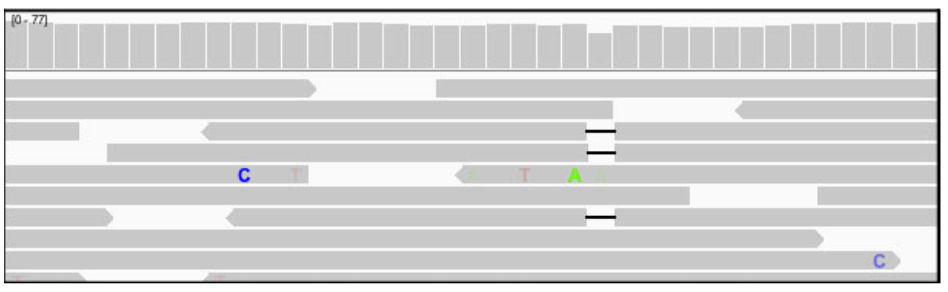 [0 - 77]
C T T A A
C
T T